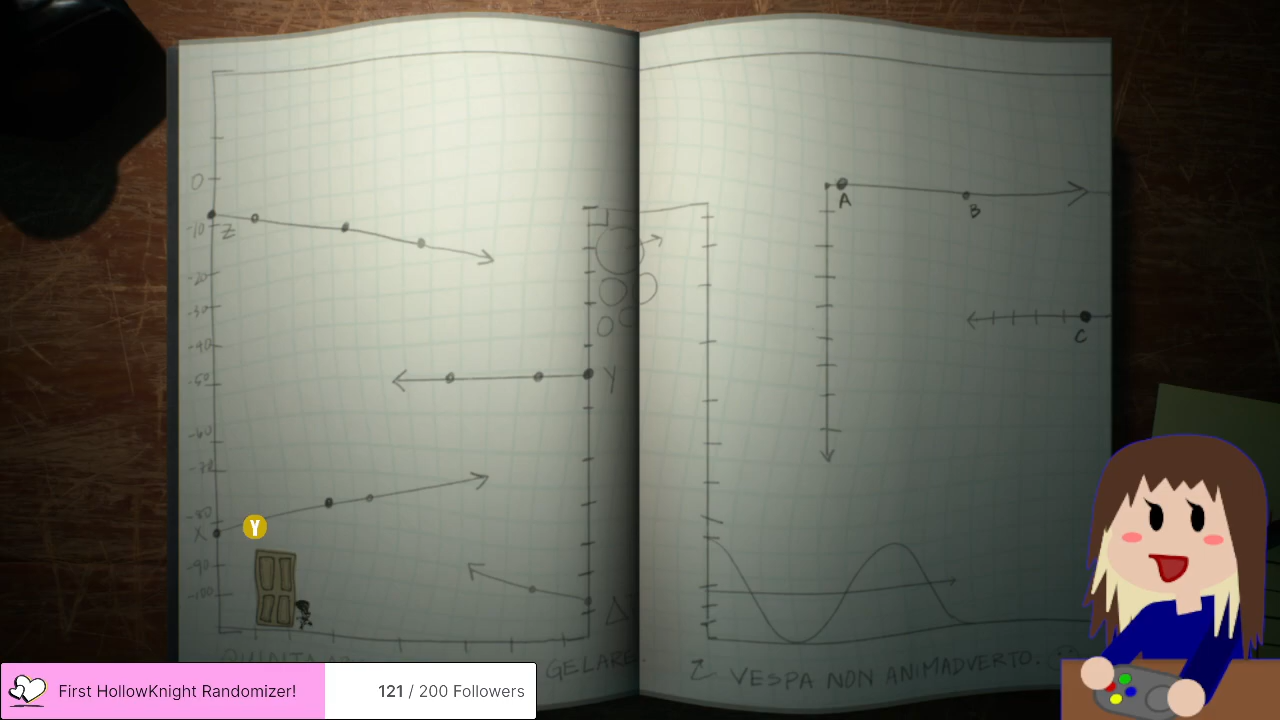 0
-10
Z
-20
-30
-40
-50
Y
-60
-70
-80
X
Y
-90
-100
A
B
C
GELARE.
Z VESPA NON ANIMADVERTO.
First HollowKnight Randomizer! 121 / 200 Followers